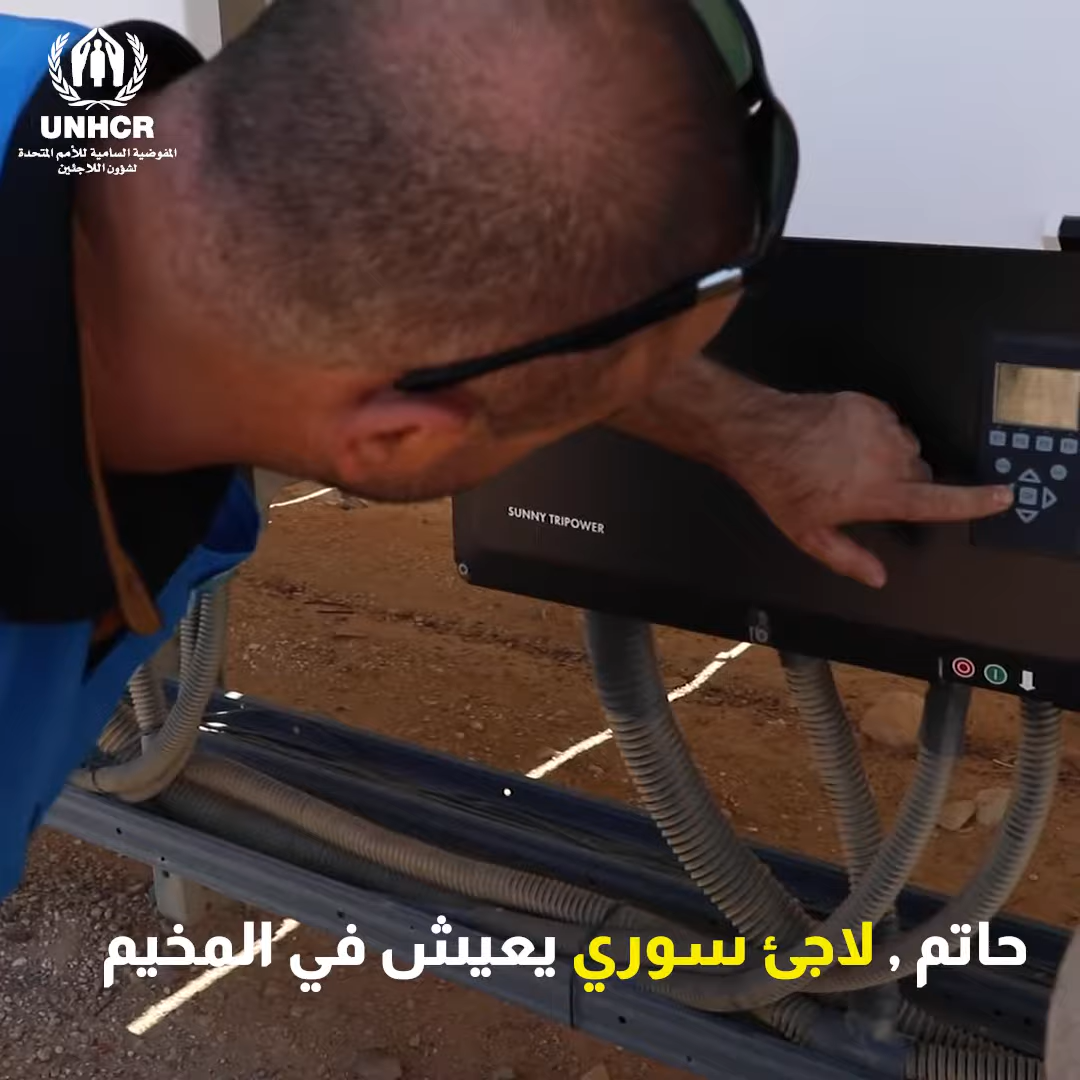 UNHCR
المفوضية السامية للأمم المتحدة
لشؤون اللاجئين
SUNNY TRIPOWER
حاتم , لاجئ سوري يعيش في المخيم